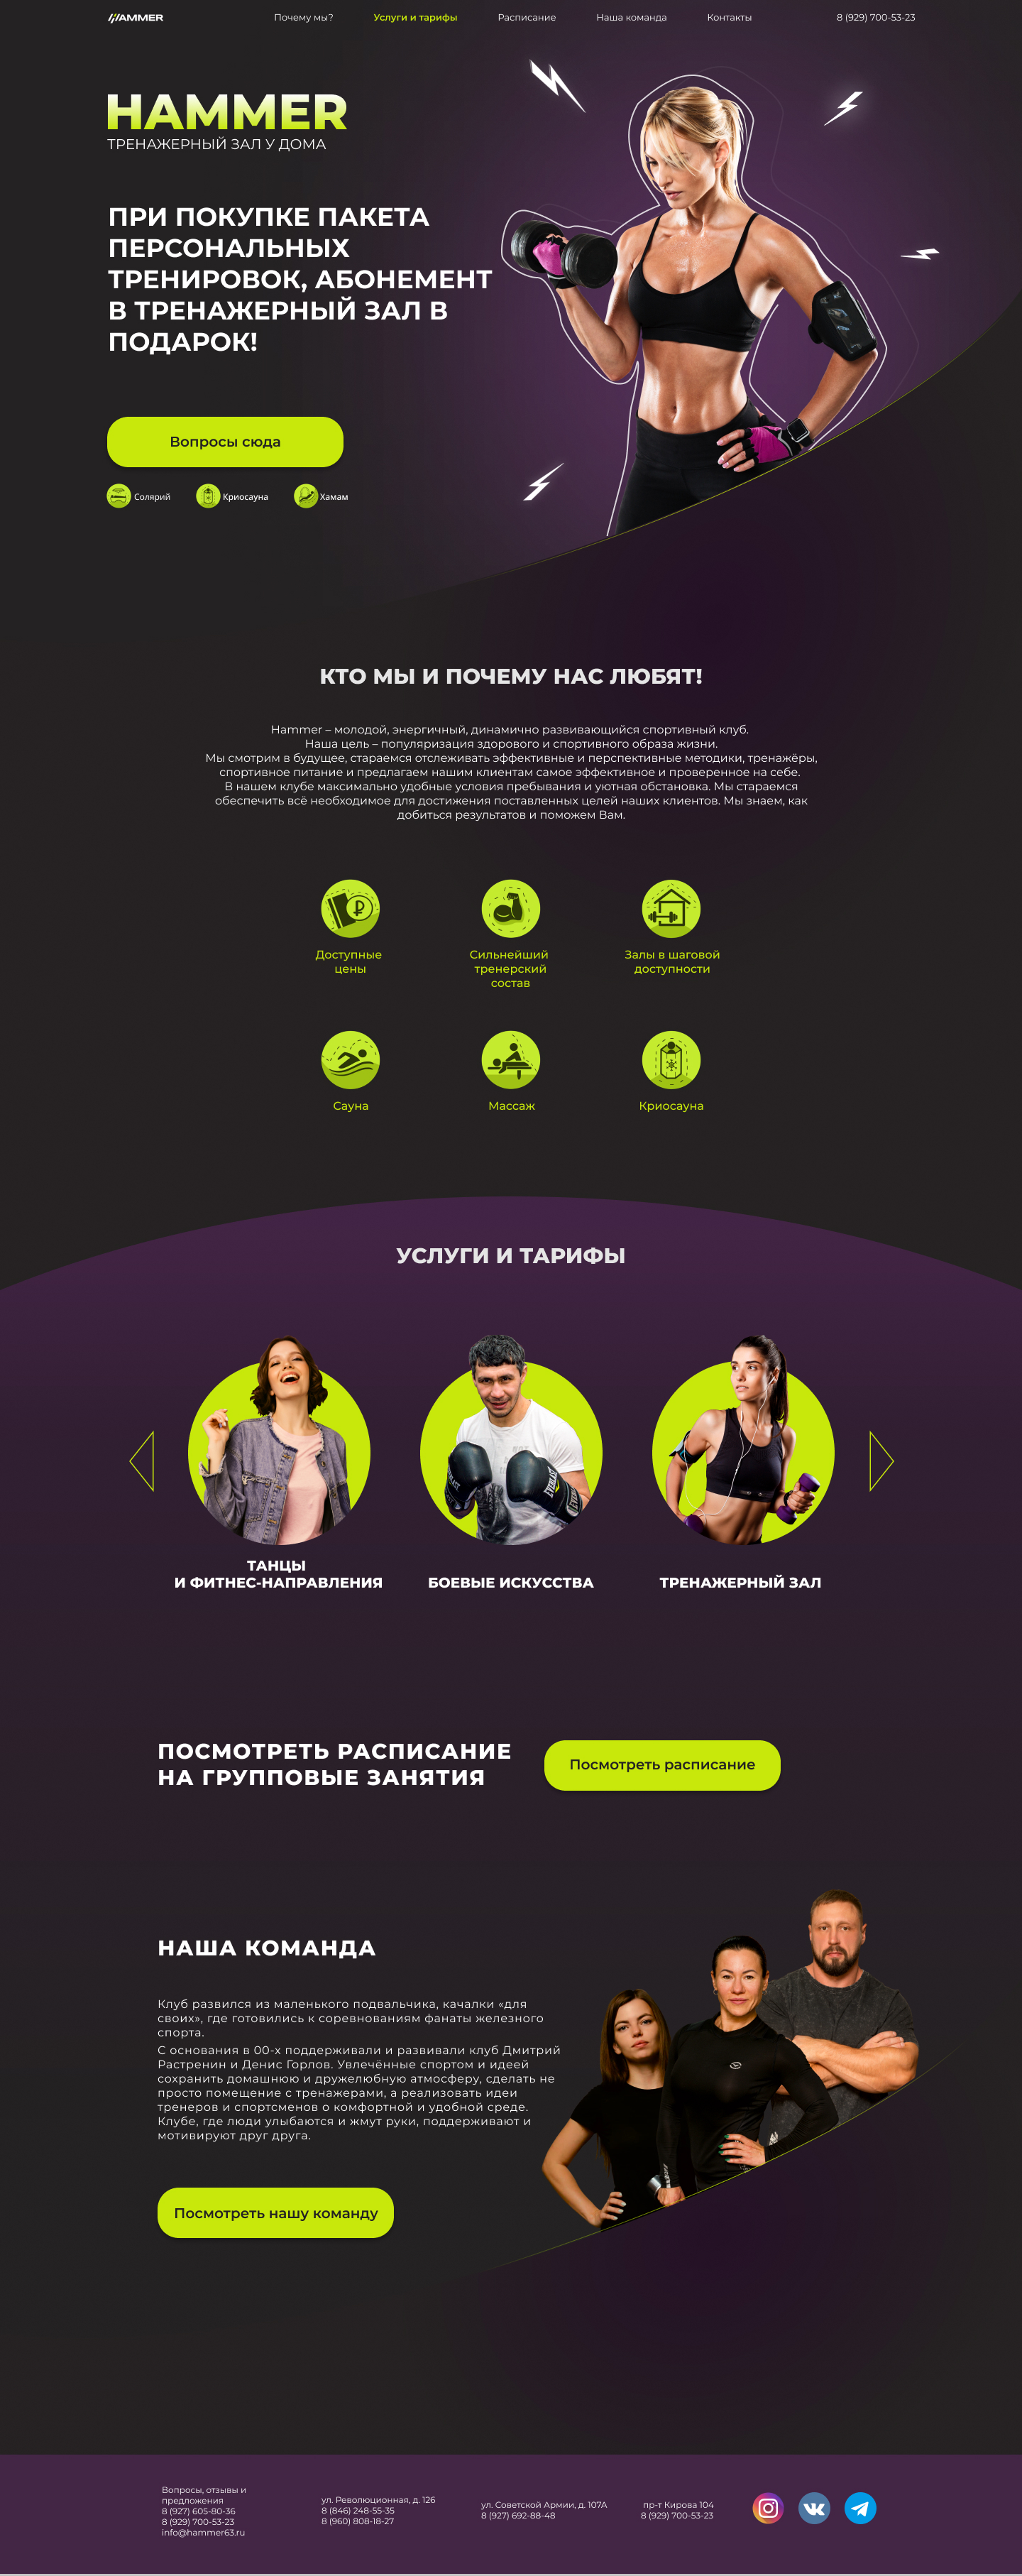 HAMMER
Почему мы?
Услуги и тарифы
Расписание
Наша команда
Контакты
8 (929) 700-53-23
HAMMER
ТРЕНАЖЕРНЫЙ ЗАЛ У ДОМА
ПРИ ПОКУПКЕ ПАКЕТА
ПЕРСОНАЛЬНЫХ
ТРЕНИРОВОК, АБОНЕМЕНТ
В ТРЕНАЖЕРНЫЙ ЗАЛ В
ПОДАРОК!
Вопросы сюда
Солярий
Криосауна
Хамам
КТО МЫ И ПОЧЕМУ НАС ЛЮБЯТ!
Hammer – молодой, энергичный, динамично развивающийся спортивный клуб.
Наша цель – популяризация здорового и спортивного образа жизни.
Мы смотрим в будущее, стараемся отслеживать эффективные и перспективные методики, тренажёры,
спортивное питание и предлагаем нашим клиентам самое эффективное и проверенное на себе.
В нашем клубе максимально удобные условия пребывания и уютная обстановка. Мы стараемся
обеспечить всё необходимое для достижения поставленных целей наших клиентов. Мы знаем, как
добиться результатов и поможем Вам.
Доступные
цены
Сильнейший
тренерский
состав
Залы в шаговой
доступности
Сауна
Массаж
Криосауна
УСЛУГИ И ТАРИФЫ
EVERLAST
EVERLAST
ТАНЦЫ
И ФИТНЕС-НАПРАВЛЕНИЯ
БОЕВЫЕ ИСКУССТВА
ТРЕНАЖЕРНЫЙ ЗАЛ
ПОСМОТРЕТЬ РАСПИСАНИЕ
НА ГРУППОВЫЕ ЗАНЯТИЯ
Посмотреть расписание
НАША КОМАНДА
Клуб развился из маленького подвальчика, качалки «для
своих», где готовились к соревнованиям фанаты железного
спорта.
С основания в 00-х поддерживали и развивали клуб Дмитрий
Растренин и Денис Горлов. Увлечённые спортом и идеей
сохранить домашнюю и дружелюбную атмосферу, сделать не
просто помещение с тренажерами, а реализовать идеи
тренеров и спортсменов о комфортной и удобной среде.
Клубе, где люди улыбаются и жмут руки, поддерживают и
мотивируют друг друга.
Посмотреть нашу команду
Вопросы, отзывы и
предложения
8 (927) 605-80-36
8 (929) 700-53-23
info@hammer63.ru
ул. Революционная, д. 126
8 (846) 248-55-35
8 (960) 808-18-27
ул. Советской Армии, д. 107А
8 (927) 692-88-48
пр-т Кирова 104
8 (929) 700-53-23